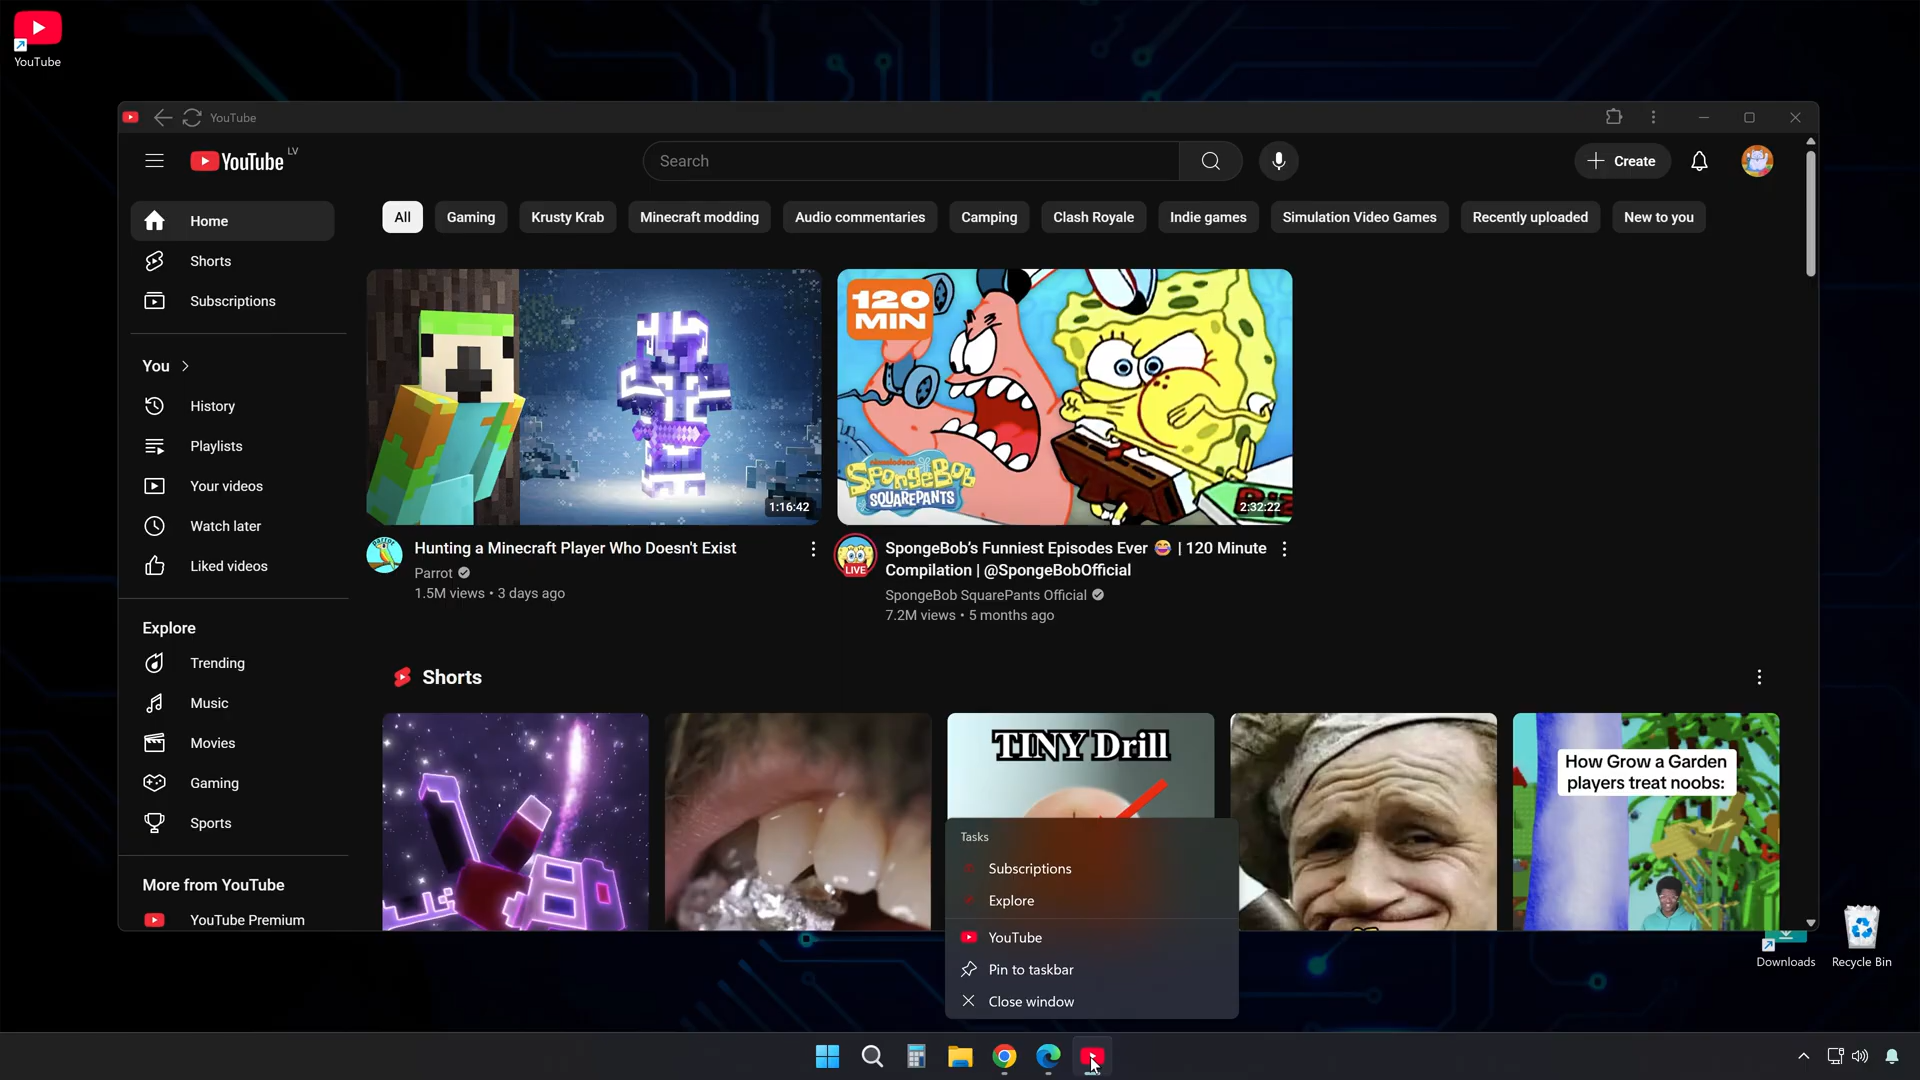 YouTube
YouTube
YouTube LV
Search
Create
Home
Shorts
Subscriptions
You
History
Playlists
Your videos
Watch later
Liked videos
Explore
Trending
Music
Movies
Gaming
Sports
More from YouTube
YouTube Premium
All
Gaming
Krusty Krab
Minecraft modding
Audio commentaries
Camping
Clash Royale
Indie games
Simulation Video Games
Recently uploaded
New to you
1:16:42
Parrot
Hunting a Minecraft Player Who Doesn't Exist
Parrot
1.5M views • 3 days ago
120
MIN
nickelodeon
SPONGEBOB
SQUAREPANTS
2:32:22
LIVE
SpongeBob's Funniest Episodes Ever 😂 | 120 Minute
Compilation | @SpongeBobOfficial
SpongeBob SquarePants Official
7.2M views • 5 months ago
Shorts
TINY Drill
How Grow a Garden
players treat noobs:
Tasks
Subscriptions
Explore
YouTube
Pin to taskbar
Close window
Downloads
Recycle Bin